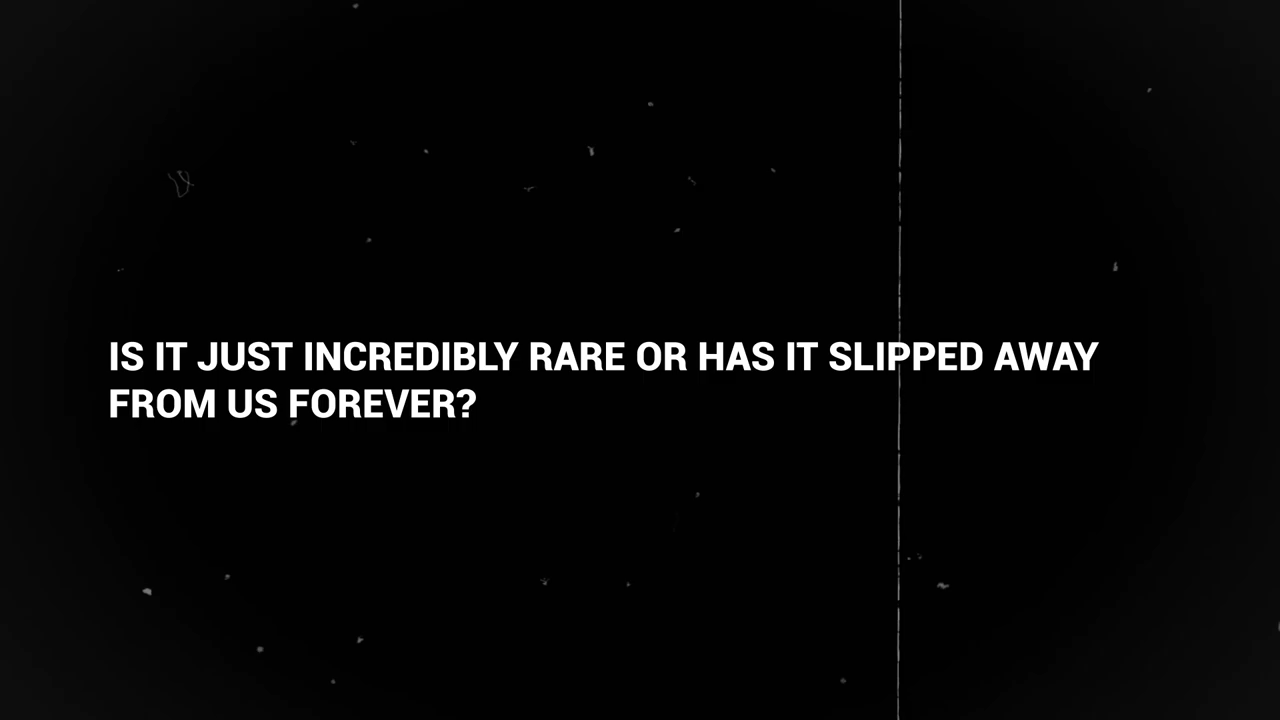 IS IT JUST INCREDIBLY RARE OR HAS IT SLIPPED AWAY
FROM US FOREVER?